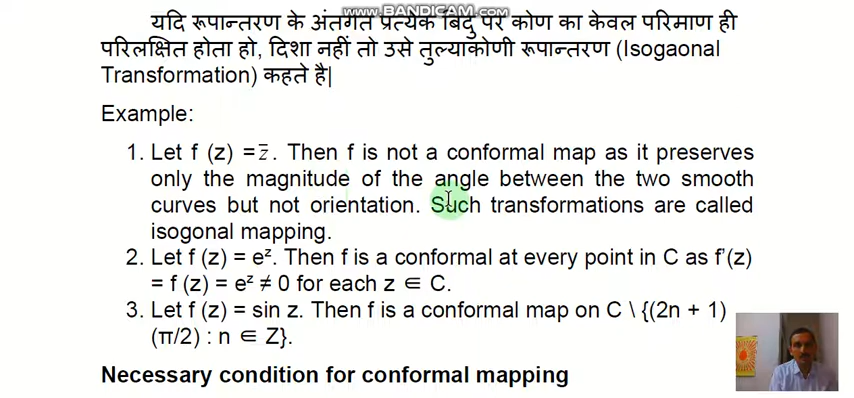 www.BANDICAM.com
यदि रूपान्तरण के अंतर्गत प्रत्येक बिंदु पर कोण का केवल परिमाण ही
परिलक्षित होता हो, दिशा नहीं तो उसे तुल्याकोणी रूपान्तरण (Isogaonal
Transformation) कहते है|
Example:
1. Let f (z) = z̅ . Then f is not a conformal map as it preserves
only the magnitude of the angle between the two smooth
curves but not orientation. Such transformations are called
isogonal mapping.
2. Let f (z) = eᶻ. Then f is a conformal at every point in C as f'(z)
= f (z) = eᶻ ≠ 0 for each z ∈ C.
3. Let f (z) = sin z. Then f is a conformal map on C \ {(2n + 1)
(π/2) : n ∈ Z}.
Necessary condition for conformal mapping